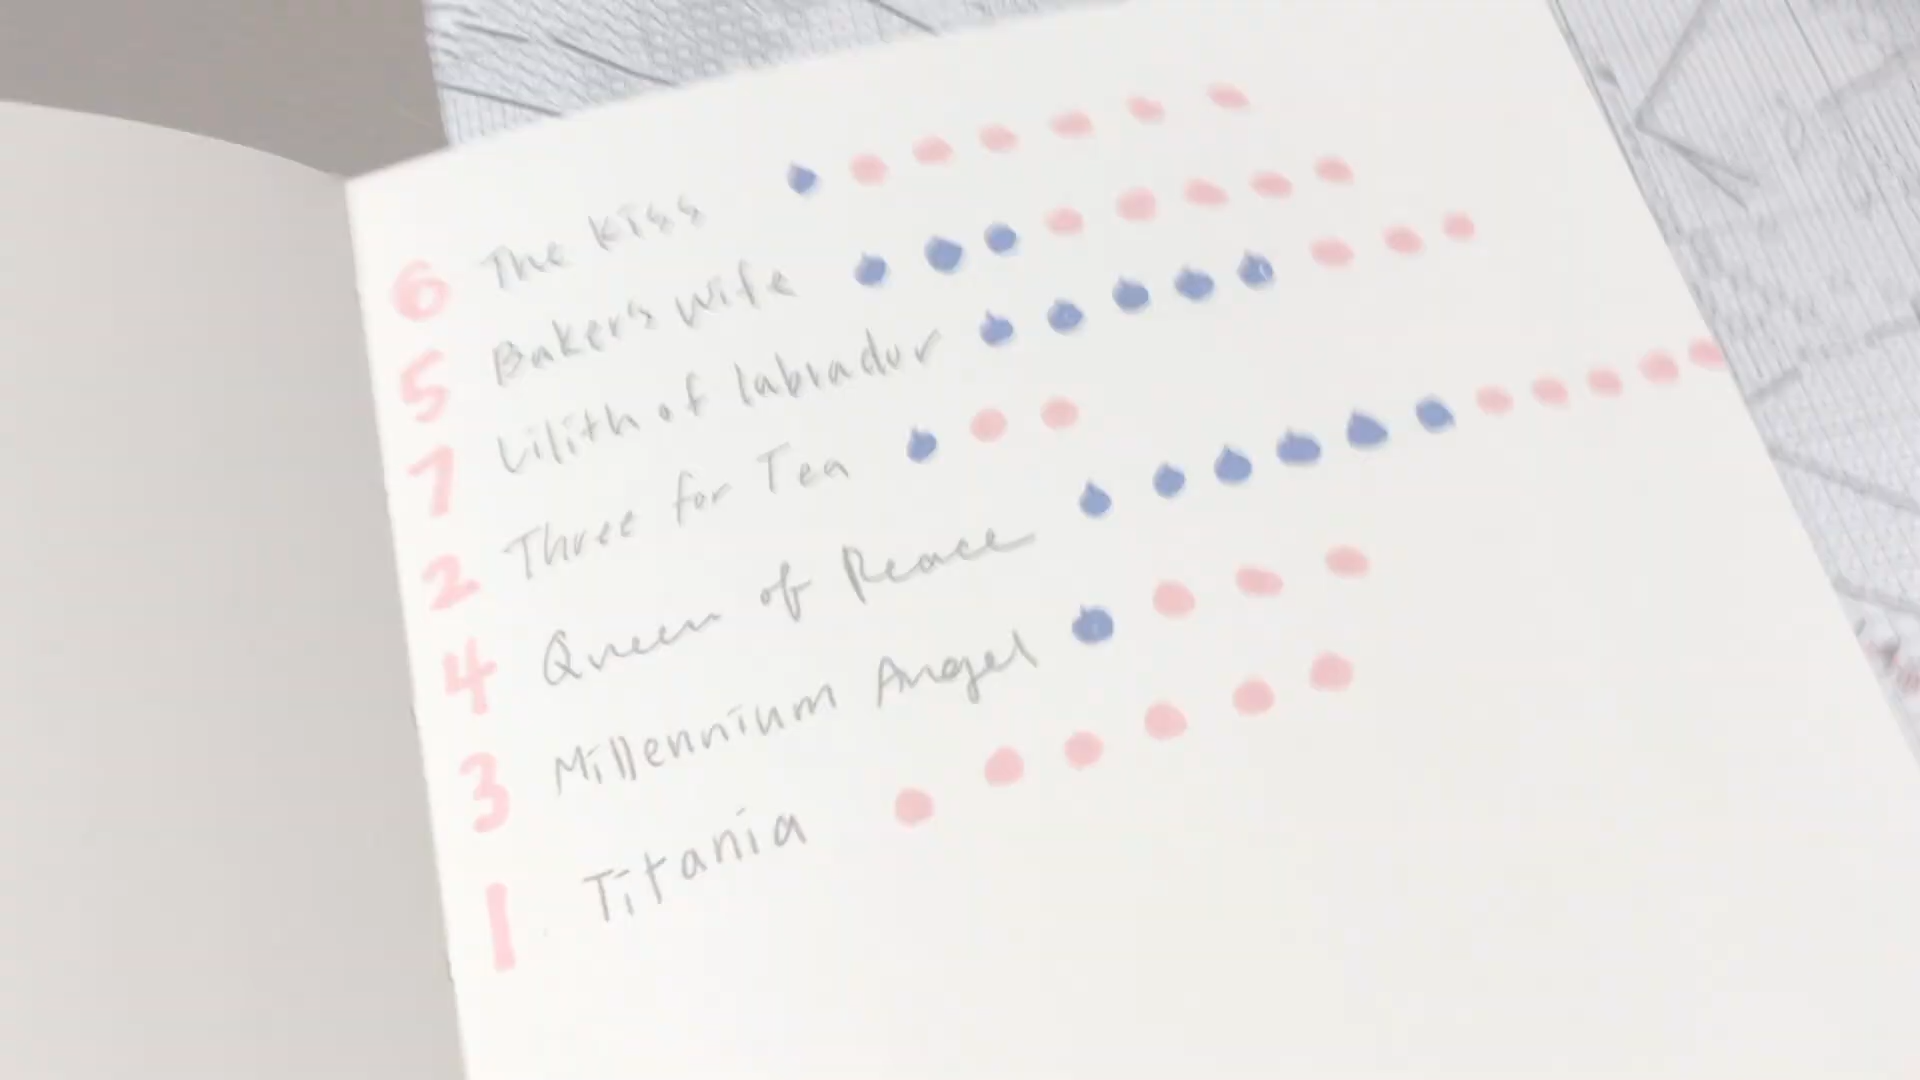 6 The Kiss
5 Baker's Wife
7 Lilith of Labrador
2 Three for Tea
4 Queen of Peace
3 Millennium Angel
1 Titania